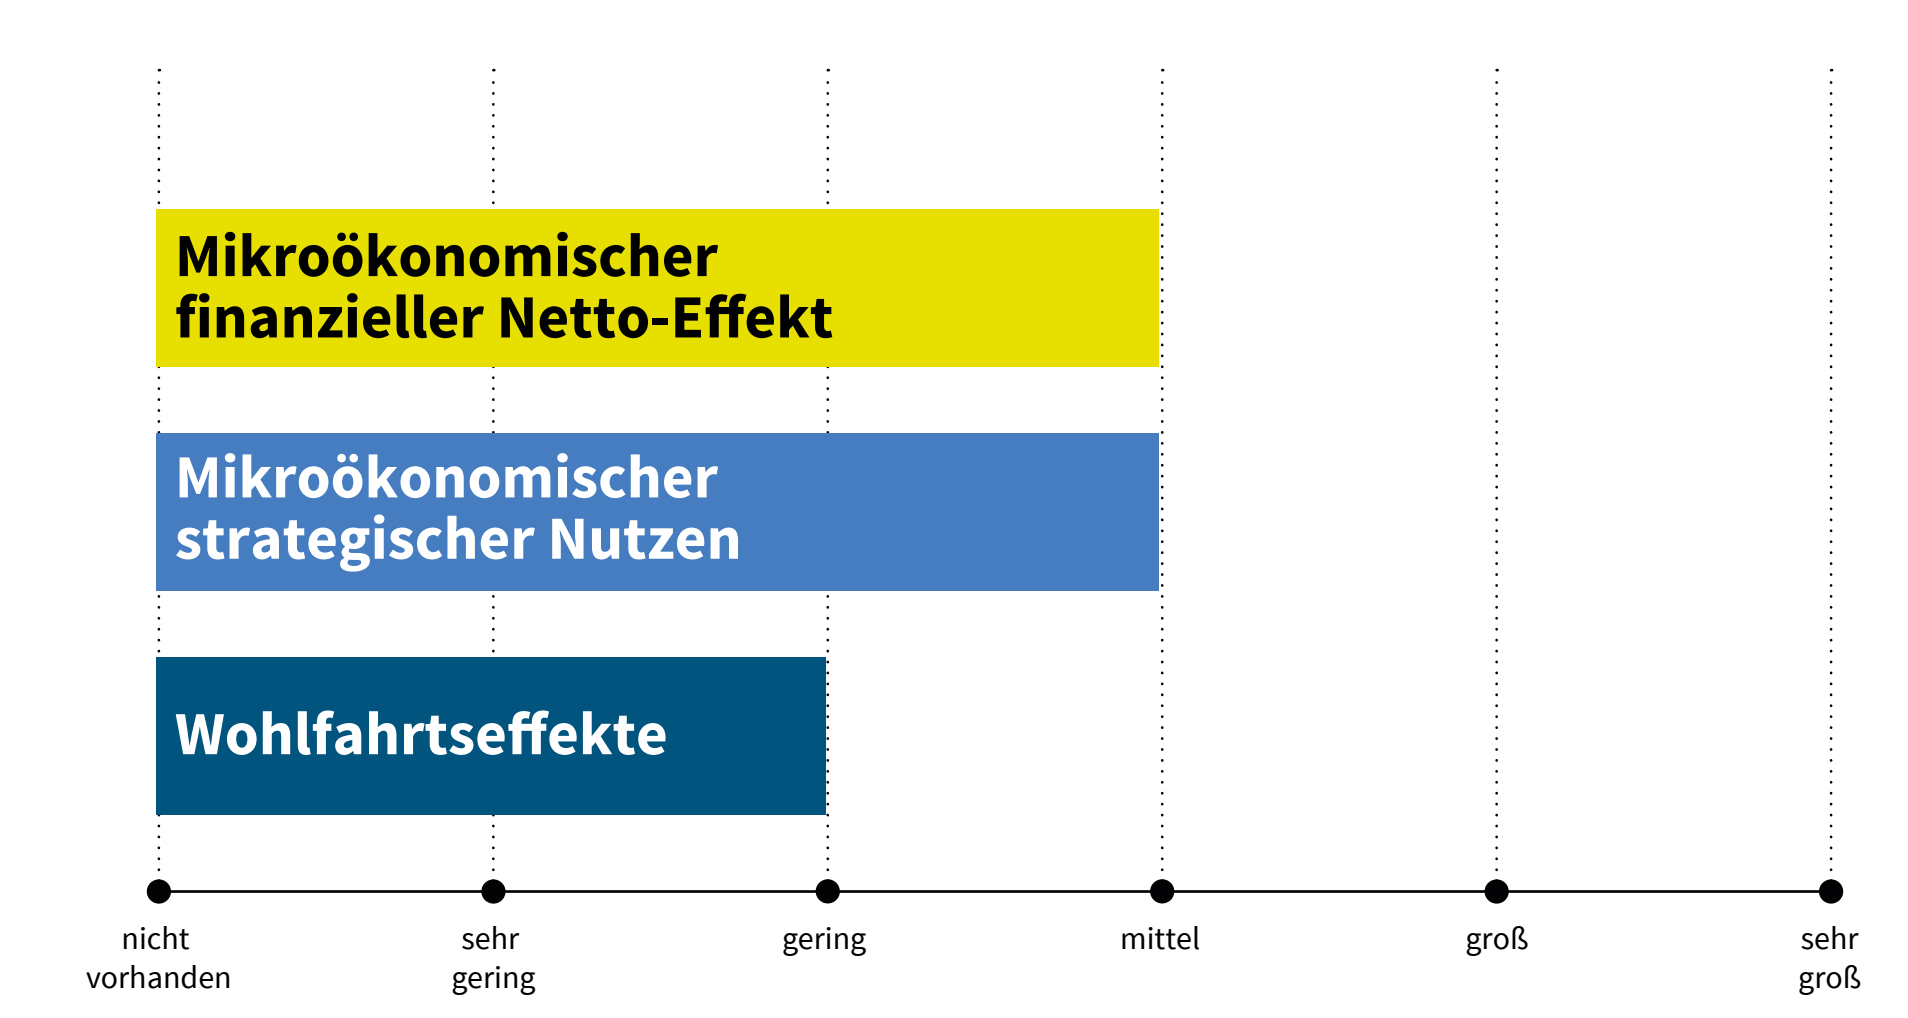 Mikroökonomischer
finanzieller Netto-Effekt
Mikroökonomischer
strategischer Nutzen
Wohlfahrtseffekte
nicht
vorhanden
sehr
gering
gering
mittel
groß
sehr
groß